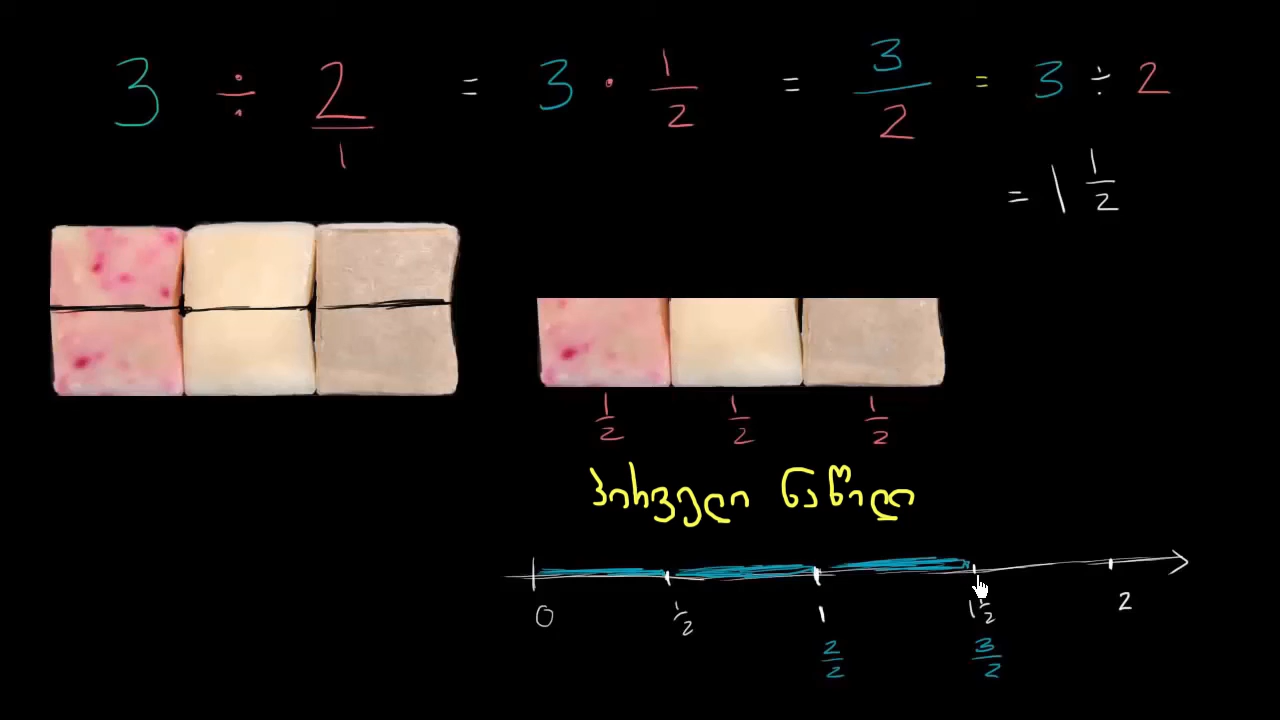 3 ÷ 2/1 = 3 · 1/2 = 3/2 = 3 ÷ 2
= 1 1/2
1/2 1/2 1/2
პირველი ნაწილი
0 1/2 1 1 1/2 2
2/2 3/2